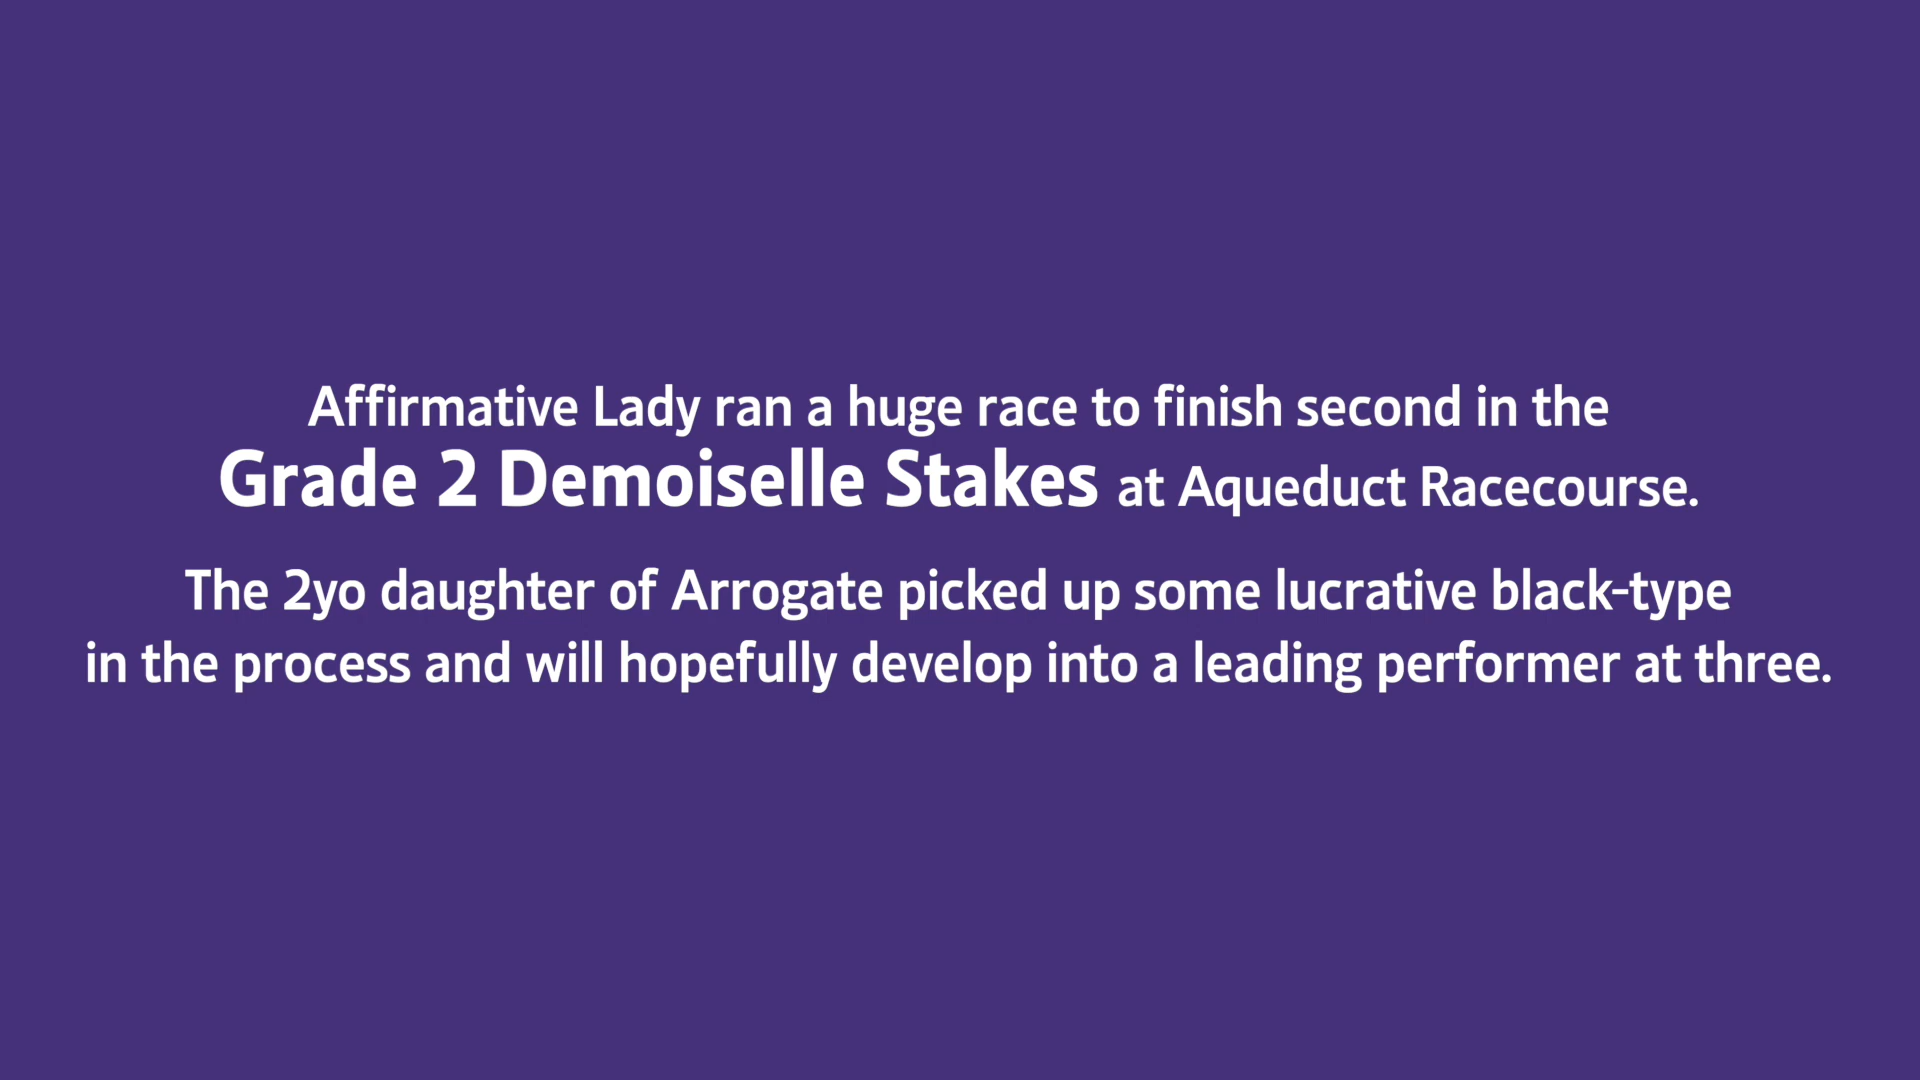 Affirmative Lady ran a huge race to finish second in the
Grade 2 Demoiselle Stakes at Aqueduct Racecourse.
The 2yo daughter of Arrogate picked up some lucrative black-type
in the process and will hopefully develop into a leading performer at three.